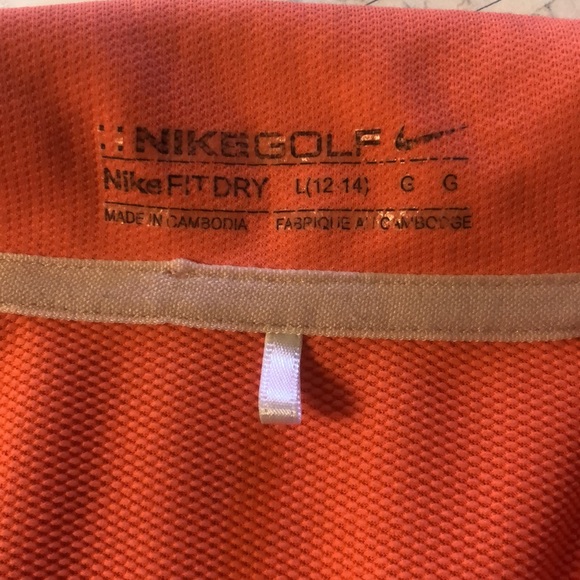 NIKEGOLF
Nike FIT DRY L(12-14) G G
MADE IN CAMBODIA FABRIQUE AU CAMBODGE